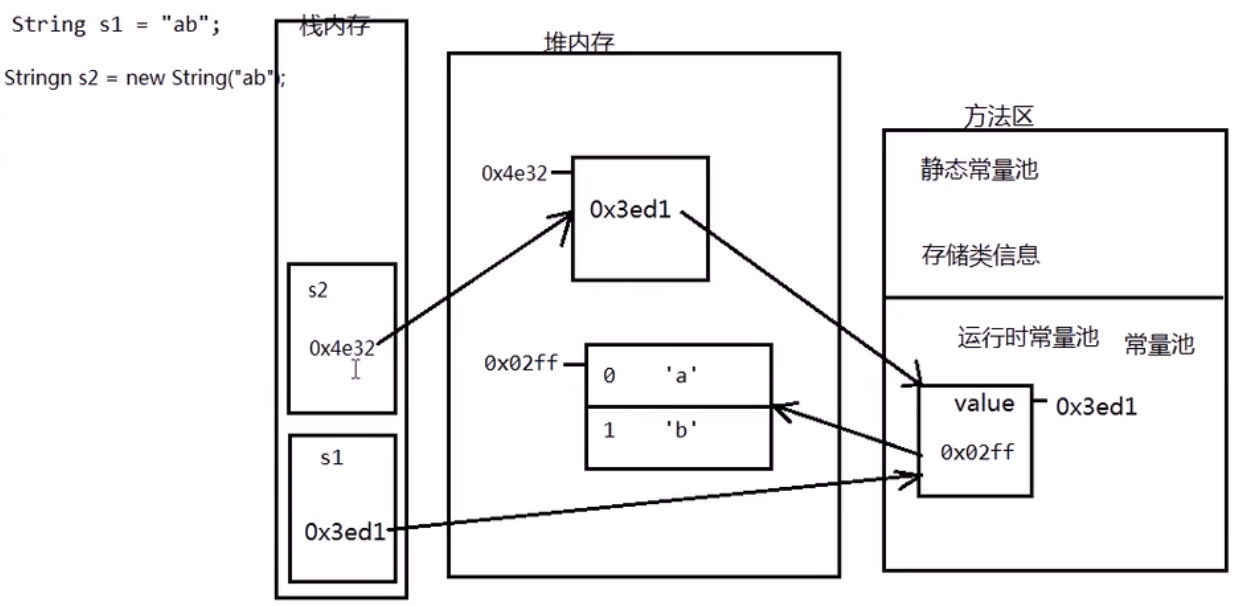 String s1 = "ab";
Stringn s2 = new String("ab");
栈内存
s2
0x4e32
s1
0x3ed1
堆内存
0x4e32
0x3ed1
0x02ff
0 'a'
1 'b'
方法区
静态常量池
存储类信息
运行时常量池 常量池
value 0x3ed1
0x02ff